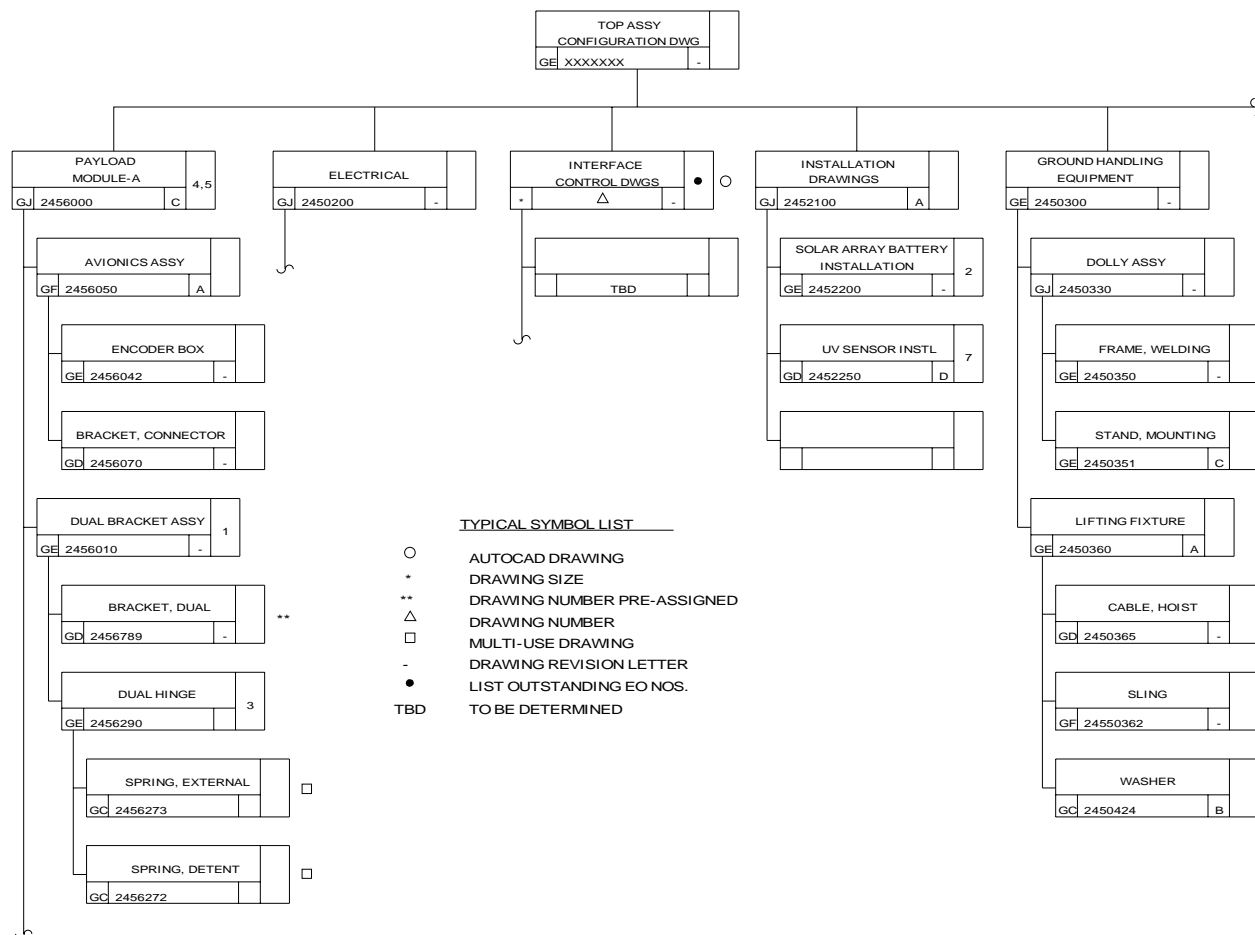 TOP ASSY
CONFIGURATION DWG
GE XXXXXXX -
PAYLOAD
MODULE-A
4,5
GJ 2456000 C
ELECTRICAL
GJ 2450200 -
INTERFACE
CONTROL DWGS
●
○
* △ -
INSTALLATION
DRAWINGS
GJ 2452100 A
GROUND HANDLING
EQUIPMENT
GE 2450300 -
AVIONICS ASSY
GF 2456050 A
TBD
SOLAR ARRAY BATTERY
INSTALLATION
2
GE 2452200 -
DOLLY ASSY
GJ 2450330 -
ENCODER BOX
GE 2456042 -
UV SENSOR INSTL
7
GD 2452250 D
FRAME, WELDING
GE 2450350 -
BRACKET, CONNECTOR
GD 2456070 -
STAND, MOUNTING
GE 2450351 C
DUAL BRACKET ASSY
1
GE 2456010 -
LIFTING FIXTURE
GE 2450360 A
BRACKET, DUAL
**
GD 2456789 -
CABLE, HOIST
GD 2450365 -
DUAL HINGE
3
GE 2456290
SLING
GF 24550362 -
SPRING, EXTERNAL
□
GC 2456273
WASHER
GC 2450424 B
SPRING, DETENT
□
GC 2456272
TYPICAL SYMBOL LIST
○ AUTOCAD DRAWING
* DRAWING SIZE
** DRAWING NUMBER PRE-ASSIGNED
△ DRAWING NUMBER
□ MULTI-USE DRAWING
- DRAWING REVISION LETTER
● LIST OUTSTANDING EO NOS.
TBD TO BE DETERMINED